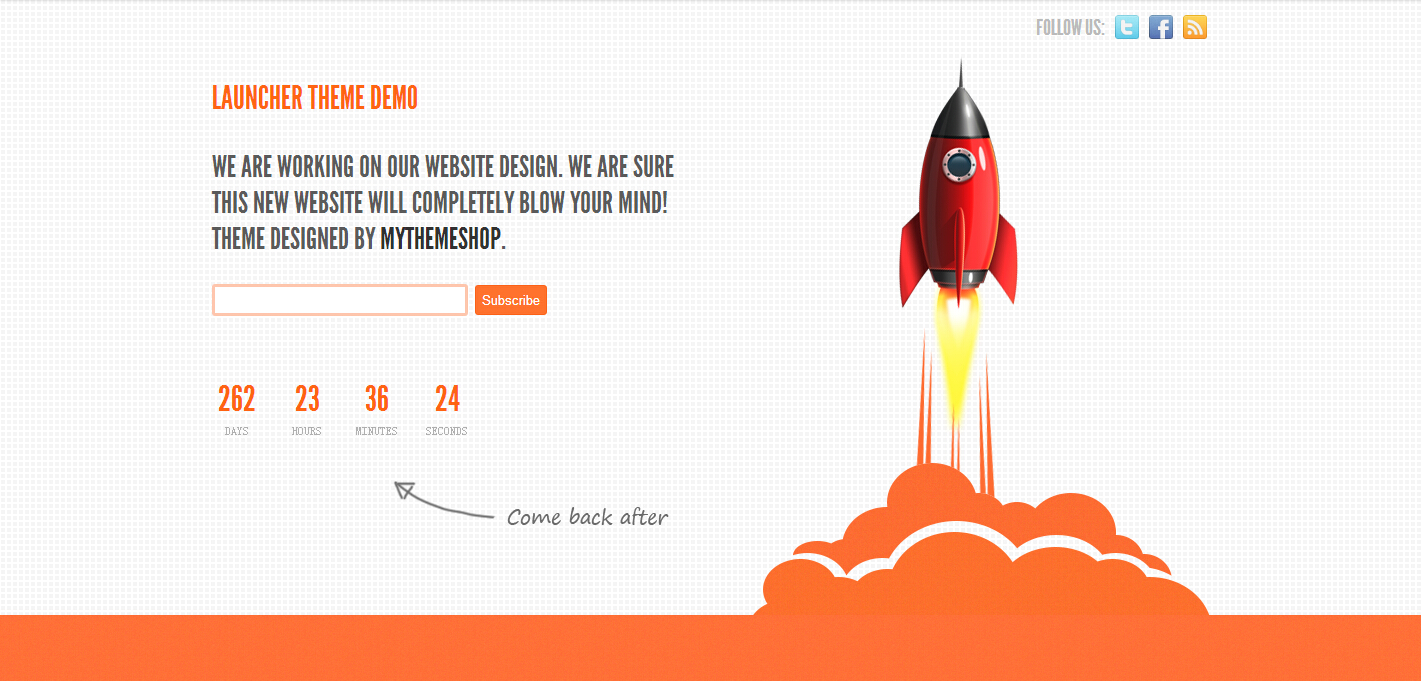 FOLLOW US:
LAUNCHER THEME DEMO
WE ARE WORKING ON OUR WEBSITE DESIGN. WE ARE SURE
THIS NEW WEBSITE WILL COMPLETELY BLOW YOUR MIND!
THEME DESIGNED BY MYTHEMESHOP.
Subscribe
262 23 36 24
DAYS HOURS MINUTES SECONDS
Come back after